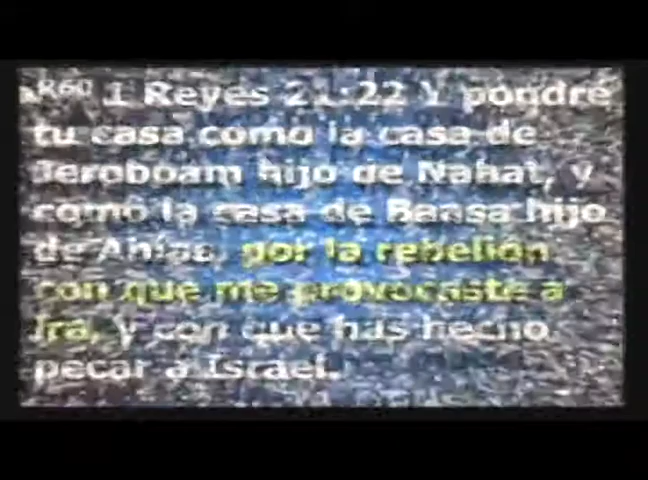 R60 1 Reyes 21:22 Y pondré
tu casa como la casa de
Jeroboam hijo de Nabat, y
como la casa de Baasa hijo
de Ahías, por la rebelión
con que me provocaste a
ira, y con que has hecho
pecar a Israel.